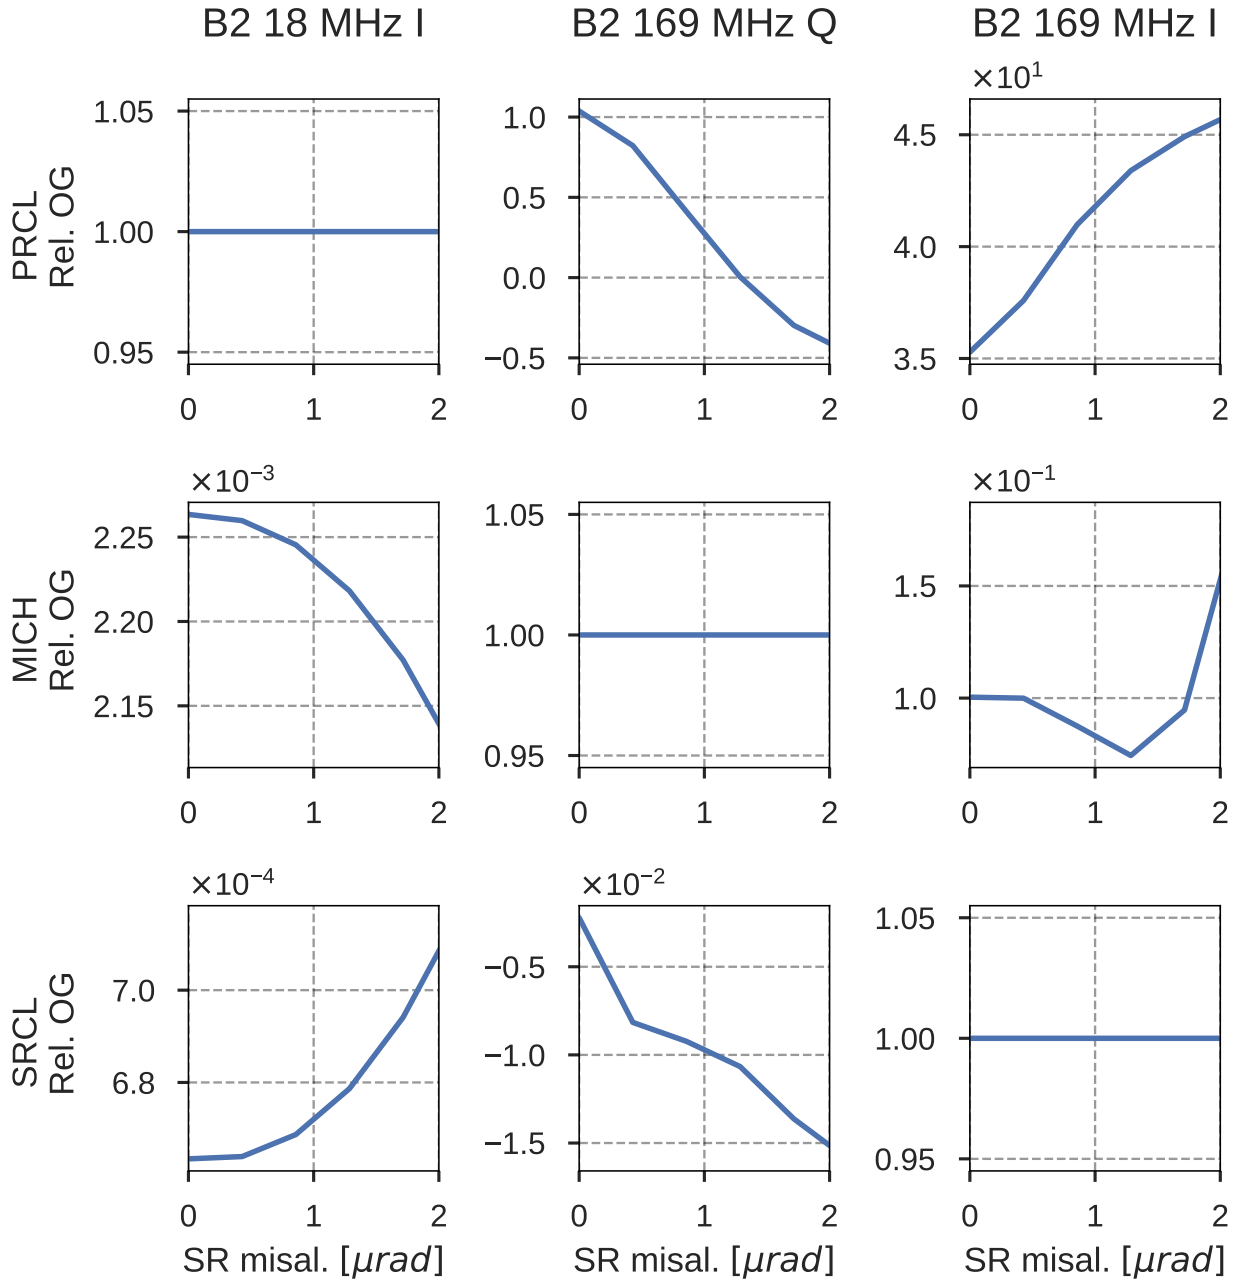 B2 18 MHz I
B2 169 MHz Q
B2 169 MHz I
PRCL
Rel. OG
1.05
1.00
0.95
0 1 2
1.0
0.5
0.0
−0.5
0 1 2
×10¹
4.5
4.0
3.5
0 1 2
MICH
Rel. OG
×10⁻³
2.25
2.20
2.15
0 1 2
1.05
1.00
0.95
0 1 2
×10⁻¹
1.5
1.0
0 1 2
SRCL
Rel. OG
×10⁻⁴
7.0
6.8
0 1 2
SR misal. [μrad]
×10⁻²
−0.5
−1.0
−1.5
0 1 2
SR misal. [μrad]
1.05
1.00
0.95
0 1 2
SR misal. [μrad]